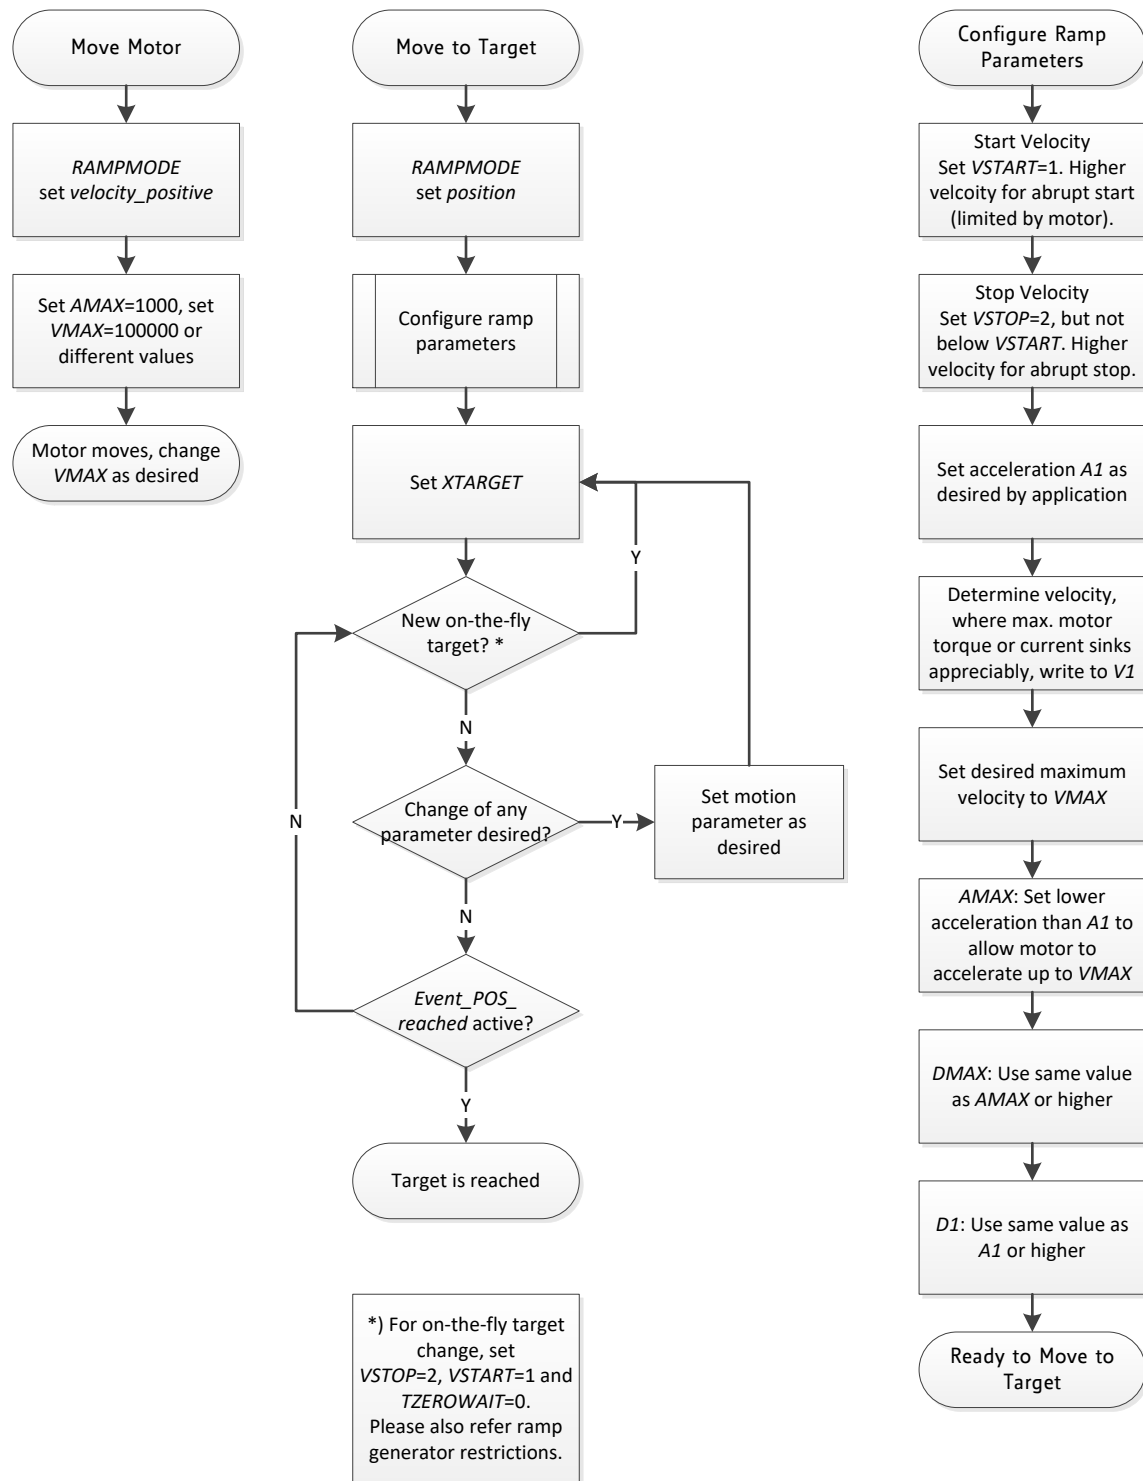 Move Motor
RAMPMODE
set velocity_positive
Set AMAX=1000, set
VMAX=100000 or
different values
Motor moves, change
VMAX as desired
Move to Target
RAMPMODE
set position
Configure ramp
parameters
Set XTARGET
Y
New on-the-fly
target? *
N
N
Change of any
parameter desired?
Y
Set motion
parameter as
desired
N
Event_POS_
reached active?
Y
Target is reached
*) For on-the-fly target
change, set
VSTOP=2, VSTART=1 and
TZEROWAIT=0.
Please also refer ramp
generator restrictions.
Configure Ramp
Parameters
Start Velocity
Set VSTART=1. Higher
velcoity for abrupt start
(limited by motor).
Stop Velocity
Set VSTOP=2, but not
below VSTART. Higher
velocity for abrupt stop.
Set acceleration A1 as
desired by application
Determine velocity,
where max. motor
torque or current sinks
appreciably, write to V1
Set desired maximum
velocity to VMAX
AMAX: Set lower
acceleration than A1 to
allow motor to
accelerate up to VMAX
DMAX: Use same value
as AMAX or higher
D1: Use same value as
A1 or higher
Ready to Move to
Target